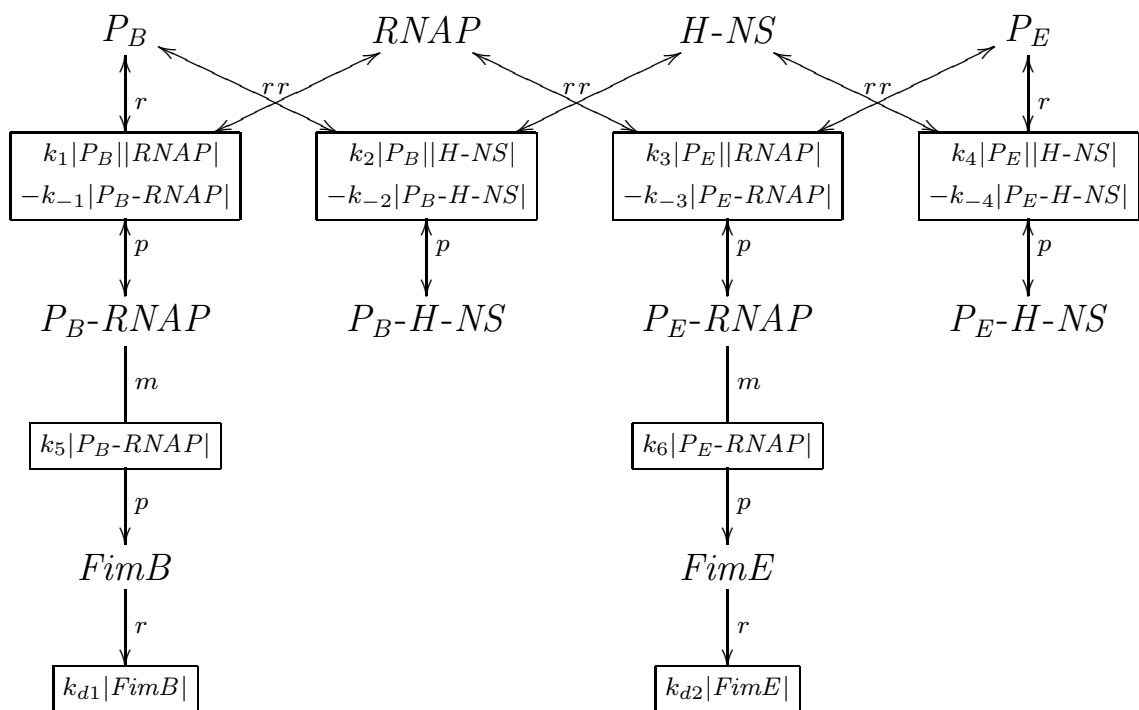 P_B RNAP H-NS P_E
r r r r r r r r
k_1|P_B||RNAP| k_2|P_B||H-NS| k_3|P_E||RNAP| k_4|P_E||H-NS|
−k_{−1}|P_B-RNAP| −k_{−2}|P_B-H-NS| −k_{−3}|P_E-RNAP| −k_{−4}|P_E-H-NS|
p p p p
P_B-RNAP P_B-H-NS P_E-RNAP P_E-H-NS
m m
k_5|P_B-RNAP| k_6|P_E-RNAP|
p p
FimB FimE
r r
k_{d1}|FimB| k_{d2}|FimE|